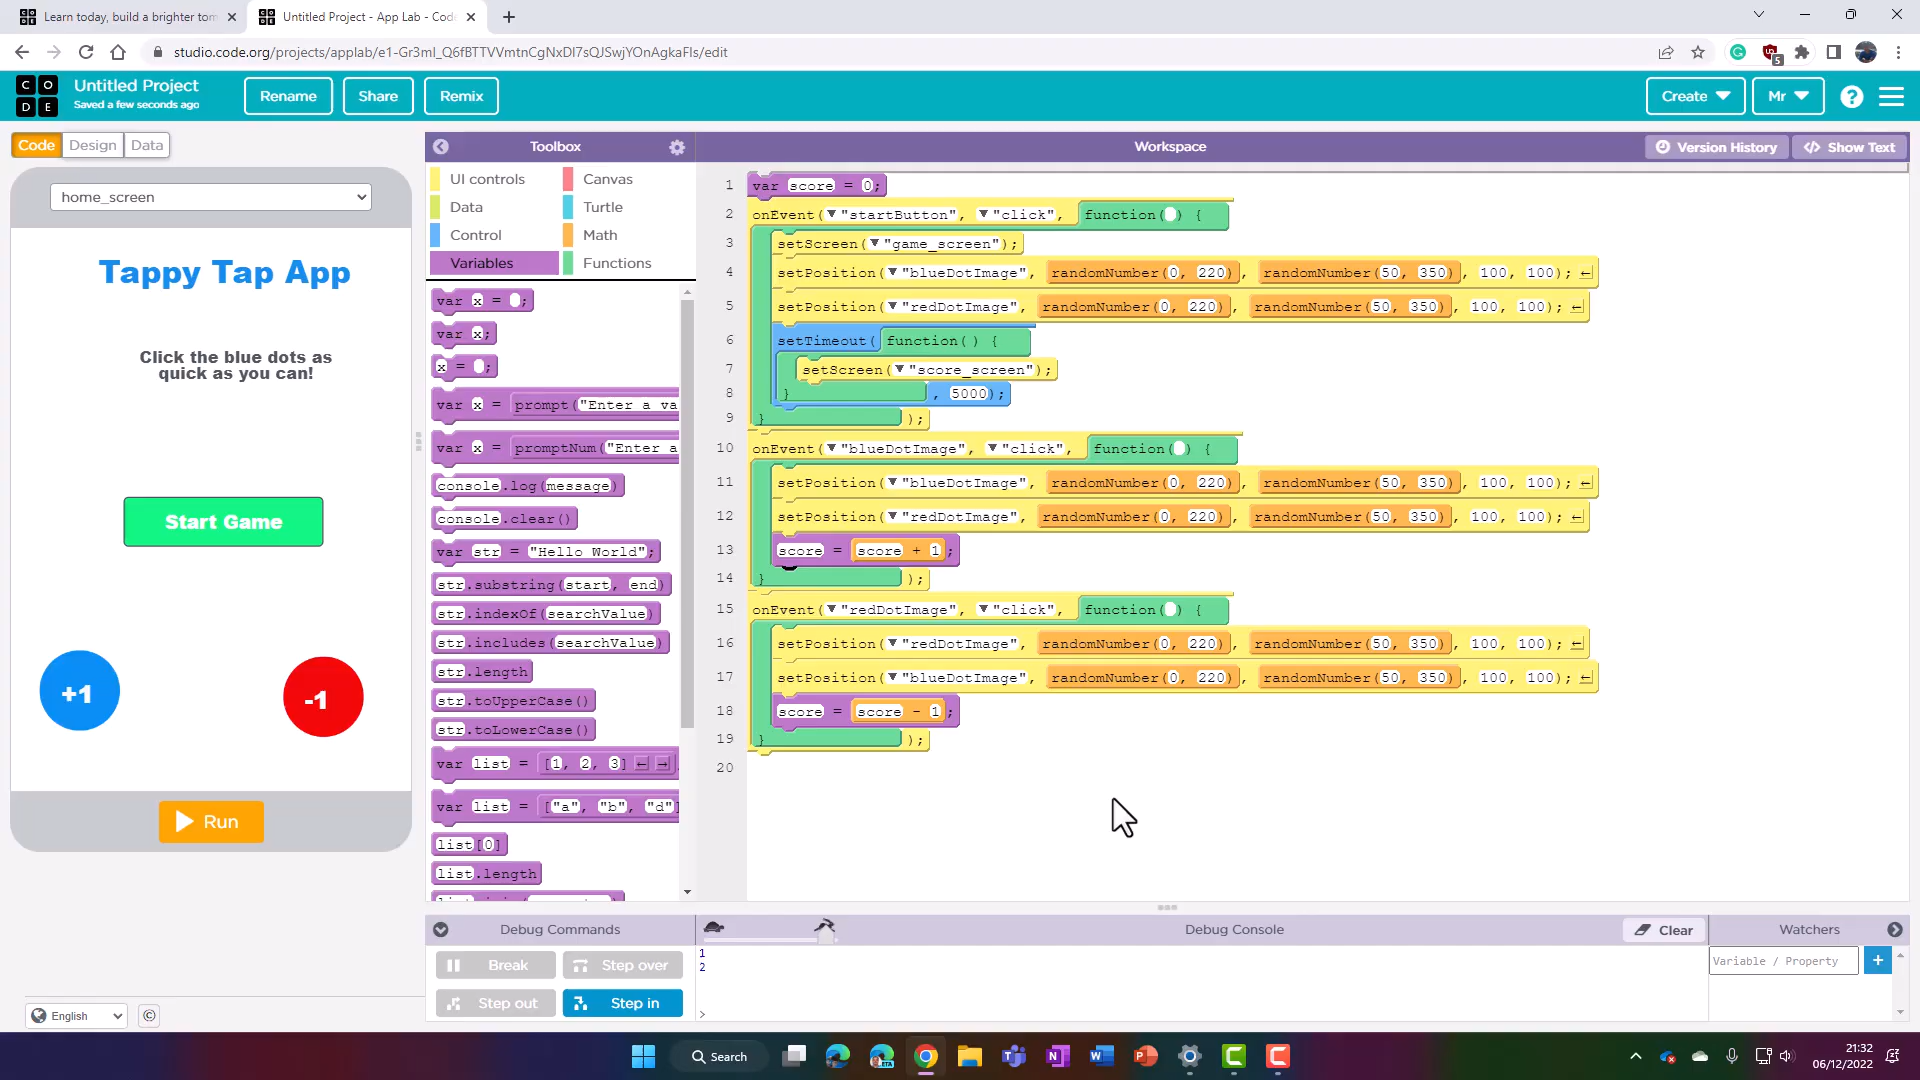 Learn today, build a brighter tom
Untitled Project - App Lab - Code
studio.code.org/projects/applab/e1-Gr3ml_Q6fBTTVVmtnCgNxDl7sQJSwjYOnAgkaFIs/edit
5
C O
D E
Untitled Project
Saved a few seconds ago
Rename
Share
Remix
Create
Mr
?
Code
Design
Data
home_screen
Tappy Tap App
Click the blue dots as
quick as you can!
Start Game
+1
-1
Run
English
©
Toolbox
UI controls
Canvas
Data
Turtle
Control
Math
Variables
Functions
var x = ;
var x;
x = ;
var x = prompt("Enter a va
var x = promptNum("Enter a
console.log(message)
console.clear()
var str = "Hello World";
str.substring(start, end)
str.indexOf(searchValue)
str.includes(searchValue)
str.length
str.toUpperCase()
str.toLowerCase()
var list = [1, 2, 3]
var list = ["a", "b", "d"]
list[0]
list.length
Workspace
Version History
</> Show Text
1 var score = 0;
2 onEvent("startButton", "click", function() {
3 setScreen("game_screen");
4 setPosition("blueDotImage", randomNumber(0, 220), randomNumber(50, 350), 100, 100);
5 setPosition("redDotImage", randomNumber(0, 220), randomNumber(50, 350), 100, 100);
6 setTimeout(function() {
7 setScreen("score_screen");
8 }, 5000);
9 });
10 onEvent("blueDotImage", "click", function() {
11 setPosition("blueDotImage", randomNumber(0, 220), randomNumber(50, 350), 100, 100);
12 setPosition("redDotImage", randomNumber(0, 220), randomNumber(50, 350), 100, 100);
13 score = score + 1;
14 });
15 onEvent("redDotImage", "click", function() {
16 setPosition("redDotImage", randomNumber(0, 220), randomNumber(50, 350), 100, 100);
17 setPosition("blueDotImage", randomNumber(0, 220), randomNumber(50, 350), 100, 100);
18 score = score - 1;
19 });
20
Debug Commands
Break
Step over
Step out
Step in
Debug Console
Clear
1
2
>
Watchers
Variable / Property
+
Search
21:32
06/12/2022